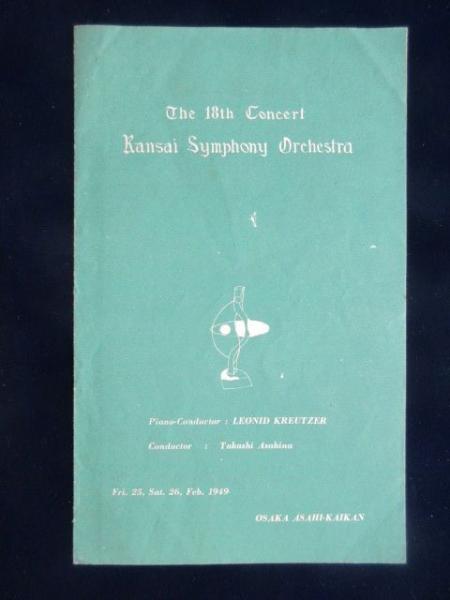 The 18th Concert
Kansai Symphony Orchestra
Piano-Conductor : LEONID KREUTZER
Conductor : Takashi Asahina
Fri. 25, Sat. 26, Feb. 1949
OSAKA ASAHI-KAIKAN